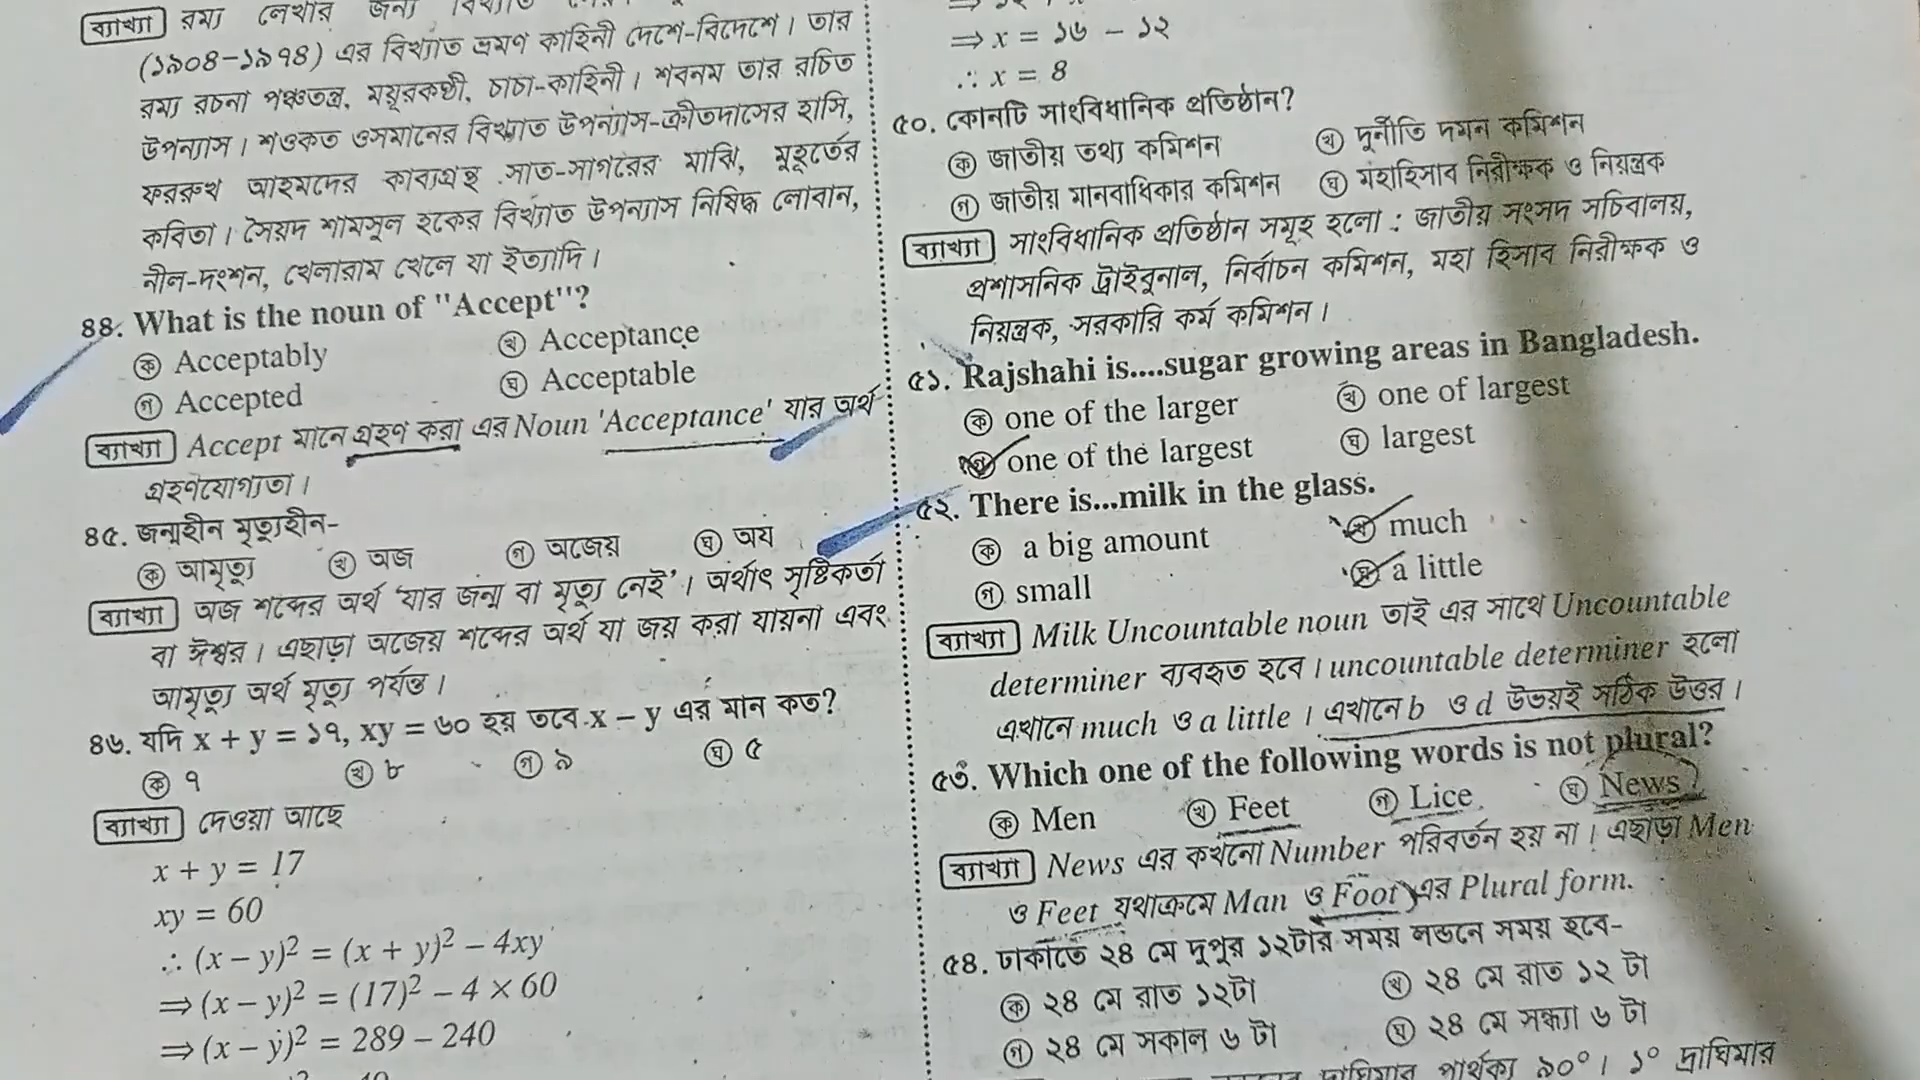 ব্যাখ্যা রম্য লেখার জন্য
(১৯০৪-১৯৭৪) এর বিখ্যাত ভ্রমণ কাহিনী দেশে-বিদেশে। তার
রম্য রচনা পঞ্চতন্ত্র, ময়ূরকণ্ঠী, চাচা-কাহিনী। শবনম তার রচিত
উপন্যাস। শওকত ওসমানের বিখ্যাত উপন্যাস-ক্রীতদাসের হাসি,
ফররুখ আহমদের কাব্যগ্রন্থ সাত-সাগরের মাঝি, মুহূর্তের
কবিতা। সৈয়দ শামসুল হকের বিখ্যাত উপন্যাস নিষিদ্ধ লোবান,
নীল-দংশন, খেলারাম খেলে যা ইত্যাদি।
৪৪. What is the noun of "Accept"?
ক Acceptably খ Acceptance
গ Accepted ঘ Acceptable
ব্যাখ্যা Accept মানে গ্রহণ করা এর Noun 'Acceptance' যার অর্থ
গ্রহণযোগ্যতা।
৪৫. জন্মহীন মৃত্যুহীন-
ক আমৃত্যু খ অজ গ অজেয় ঘ অয
ব্যাখ্যা অজ শব্দের অর্থ 'যার জন্ম বা মৃত্যু নেই'। অর্থাৎ সৃষ্টিকর্তা
বা ঈশ্বর। এছাড়া অজেয় শব্দের অর্থ যা জয় করা যায়না এবং
আমৃত্যু অর্থ মৃত্যু পর্যন্ত।
৪৬. যদি x + y = ১৭, xy = ৬০ হয় তবে x – y এর মান কত?
ক ৭ খ ৮ গ ৯ ঘ ৫
ব্যাখ্যা দেওয়া আছে
x + y = 17
xy = 60
∴ (x – y)² = (x + y)² – 4xy
⇒ (x – y)² = (17)² – 4 × 60
⇒ (x – y)² = 289 – 240
⇒ x = ১৬ – ১২
∴ x = 8
৫০. কোনটি সাংবিধানিক প্রতিষ্ঠান?
ক জাতীয় তথ্য কমিশন খ দুর্নীতি দমন কমিশন
গ জাতীয় মানবাধিকার কমিশন ঘ মহাহিসাব নিরীক্ষক ও নিয়ন্ত্রক
ব্যাখ্যা সাংবিধানিক প্রতিষ্ঠান সমূহ হলো : জাতীয় সংসদ সচিবালয়,
প্রশাসনিক ট্রাইবুনাল, নির্বাচন কমিশন, মহা হিসাব নিরীক্ষক ও
নিয়ন্ত্রক, সরকারি কর্ম কমিশন।
৫১. Rajshahi is....sugar growing areas in Bangladesh.
ক one of the larger খ one of largest
গ one of the largest ঘ largest
৫২. There is...milk in the glass.
ক a big amount খ much
গ small ঘ a little
ব্যাখ্যা Milk Uncountable noun তাই এর সাথে Uncountable
determiner ব্যবহৃত হবে। uncountable determiner হলো
এখানে much ও a little। এখানে b ও d উভয়ই সঠিক উত্তর।
৫৩. Which one of the following words is not plural?
ক Men খ Feet গ Lice ঘ News
ব্যাখ্যা News এর কখনো Number পরিবর্তন হয় না। এছাড়া Men
ও Feet যথাক্রমে Man ও Foot এর Plural form.
৫৪. ঢাকাতে ২৪ মে দুপুর ১২টার সময় লন্ডনে সময় হবে-
ক ২৪ মে রাত ১২টা খ ২৪ মে রাত ১২ টা
গ ২৪ মে সকাল ৬ টা ঘ ২৪ মে সন্ধ্যা ৬ টা
দ্রাঘিমার পার্থক্য ৯০°। ১° দ্রাঘিমার